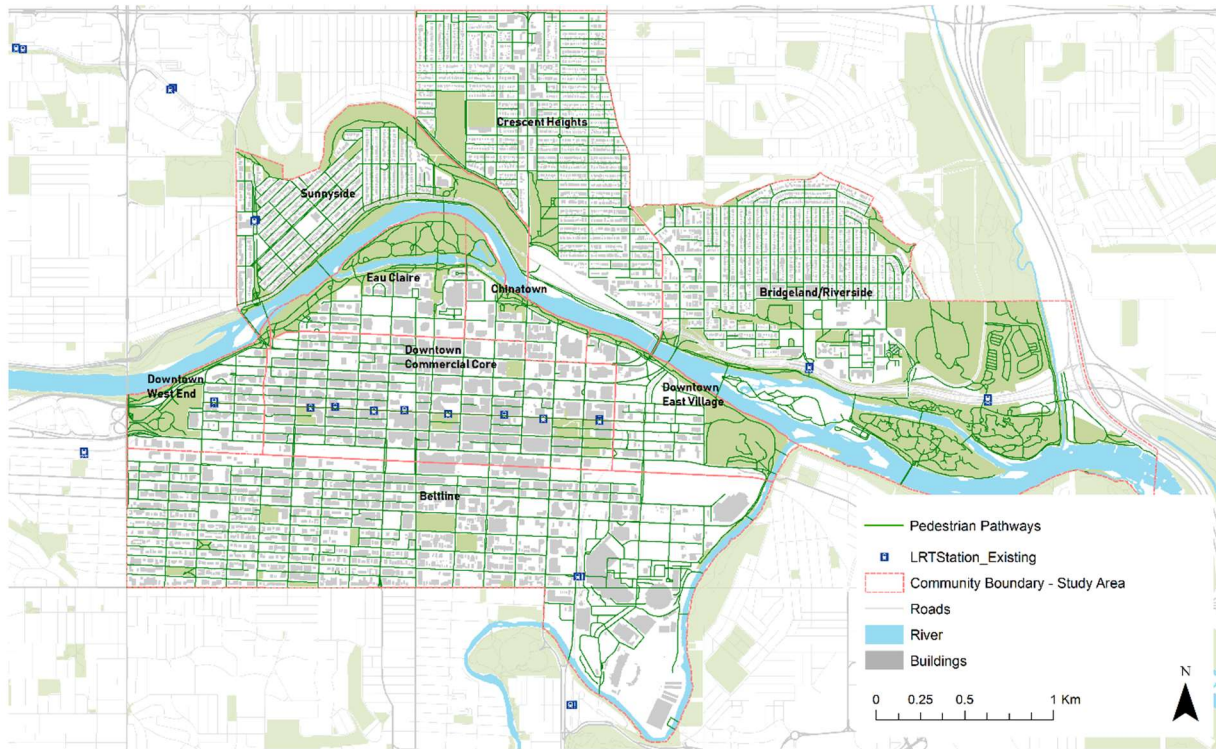 Crescent Heights
Sunnyside
Eau Claire
Chinatown
Bridgeland/Riverside
Downtown
Commercial Core
Downtown
West End
Downtown
East Village
Beltline
Pedestrian Pathways
LRTStation_Existing
Community Boundary - Study Area
Roads
River
Buildings
0 0.25 0.5 1 Km
N